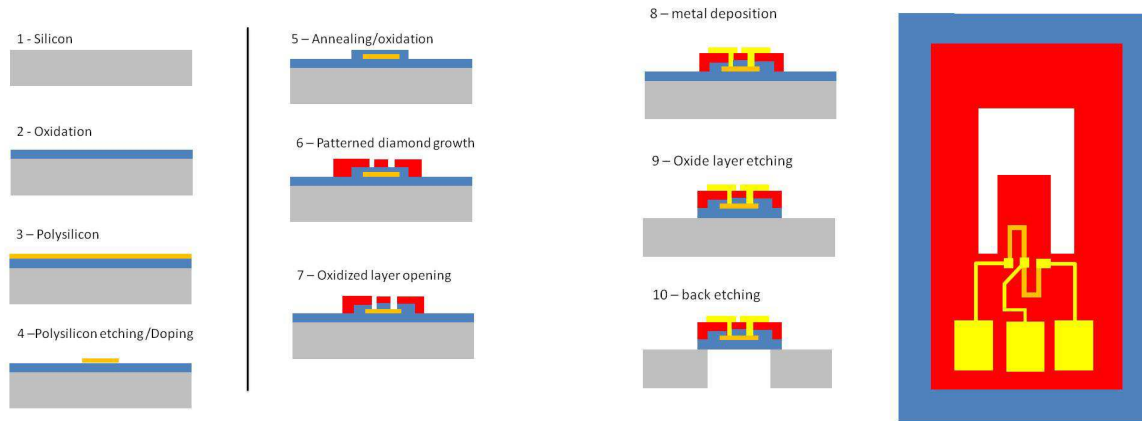 1 - Silicon
2 - Oxidation
3 – Polysilicon
4 –Polysilicon etching/Doping
5 – Annealing/oxidation
6 – Patterned diamond growth
7 – Oxidized layer opening
8 – metal deposition
9 – Oxide layer etching
10 – back etching